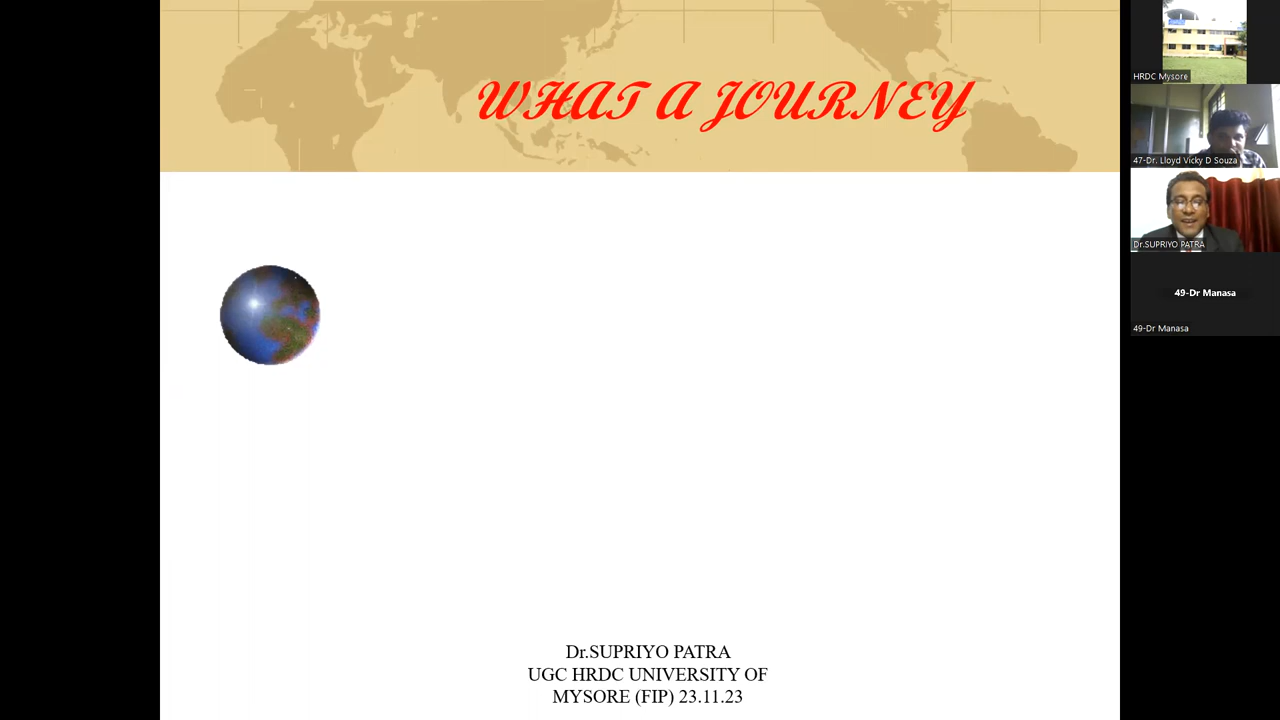 WHAT A JOURNEY
Dr.SUPRIYO PATRA
UGC HRDC UNIVERSITY OF
MYSORE (FIP) 23.11.23
HRDC Mysore
47-Dr. Lloyd Vicky D Souza
Dr.SUPRIYO PATRA
49-Dr Manasa
49-Dr Manasa